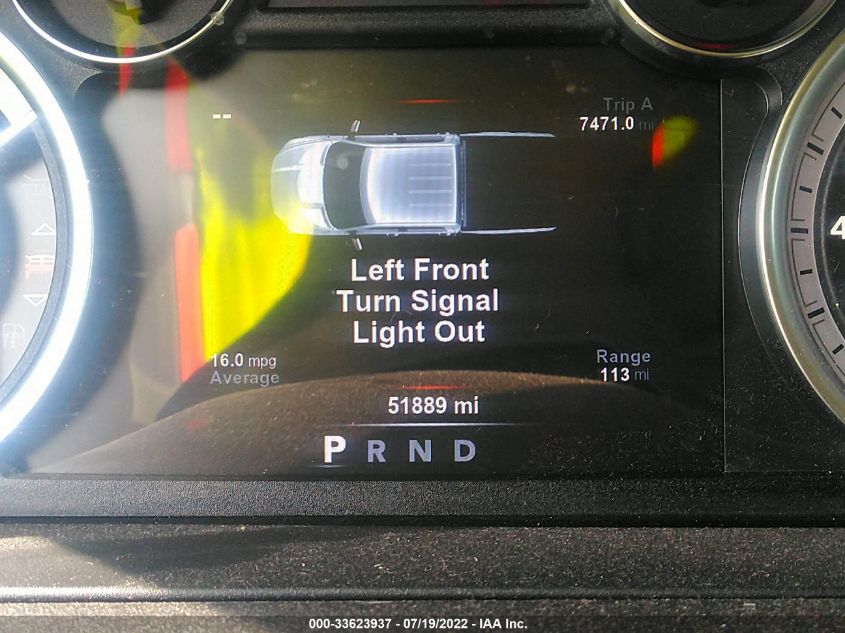 --
Trip A
7471.0 mi
Left Front
Turn Signal
Light Out
16.0 mpg
Average
Range
113 mi
51889 mi
P R N D
4
000-33623937 - 07/19/2022 - IAA Inc.